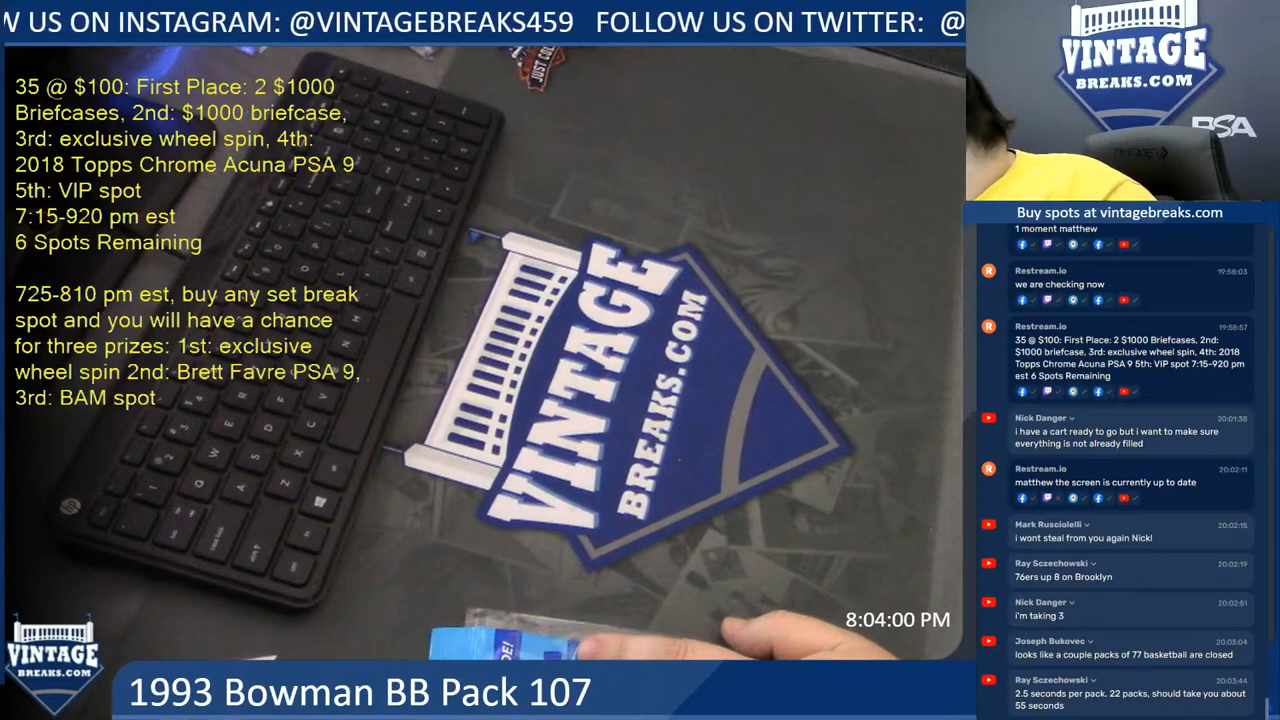 W US ON INSTAGRAM: @VINTAGEBREAKS459 FOLLOW US ON TWITTER: @
35 @ $100: First Place: 2 $1000
Briefcases, 2nd: $1000 briefcase,
3rd: exclusive wheel spin, 4th:
2018 Topps Chrome Acuna PSA 9
5th: VIP spot
7:15-920 pm est
6 Spots Remaining
725-810 pm est, buy any set break
spot and you will have a chance
for three prizes: 1st: exclusive
wheel spin 2nd: Brett Favre PSA 9,
3rd: BAM spot
JUST COL
VINTAGE
BREAKS.COM
8:04:00 PM
VINTAGE
BREAKS.COM
1993 Bowman BB Pack 107
VINTAGE
BREAKS.COM
PSA
Buy spots at vintagebreaks.com
1 moment matthew
Restream.io 19:58:03
we are checking now
Restream.io 19:58:57
35 @ $100: First Place: 2 $1000 Briefcases, 2nd:
$1000 briefcase, 3rd: exclusive wheel spin, 4th: 2018
Topps Chrome Acuna PSA 9 5th: VIP spot 7:15-920 pm
est 6 Spots Remaining
Nick Danger 20:01:38
i have a cart ready to go but i want to make sure
everything is not already filled
Restream.io 20:02:11
matthew the screen is currently up to date
Mark Rusciolelli 20:02:15
i wont steal from you again Nick!
Ray Sczechowski 20:02:19
76ers up 8 on Brooklyn
Nick Danger 20:02:51
i'm taking 3
Joseph Bukovec 20:03:04
looks like a couple packs of 77 basketball are closed
Ray Sczechowski 20:03:44
2.5 seconds per pack. 22 packs, should take you about
55 seconds